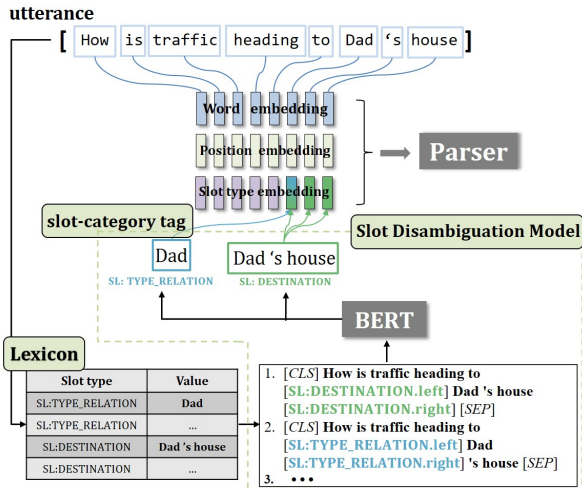 utterance
[ How is traffic heading to Dad 's house ]
Word embedding
Position embedding
Slot type embedding
Parser
slot-category tag
Slot Disambiguation Model
Dad
SL: TYPE_RELATION
Dad 's house
SL: DESTINATION
BERT
Lexicon
Slot type Value
SL:TYPE_RELATION Dad
SL:TYPE_RELATION ...
SL:DESTINATION Dad 's house
SL:DESTINATION ...
1. [CLS] How is traffic heading to
[SL:DESTINATION.left] Dad 's house
[SL:DESTINATION.right] [SEP]
2. [CLS] How is traffic heading to
[SL:TYPE_RELATION.left] Dad
[SL:TYPE_RELATION.right] 's house [SEP]
3. •••